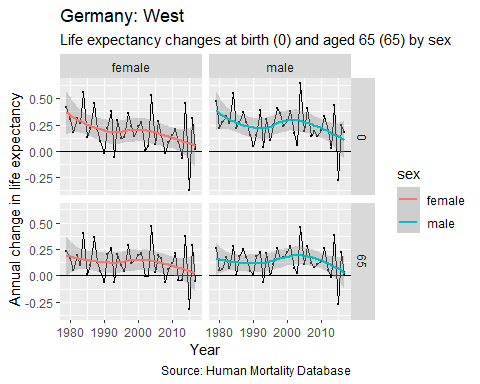 Germany: West
Life expectancy changes at birth (0) and aged 65 (65) by sex
female
male
Annual change in life expectancy
0.50
0.25
0.00
-0.25
0
0.50
0.25
0.00
-0.25
65
1980
1990
2000
2010
1980
1990
2000
2010
Year
sex
female
male
Source: Human Mortality Database